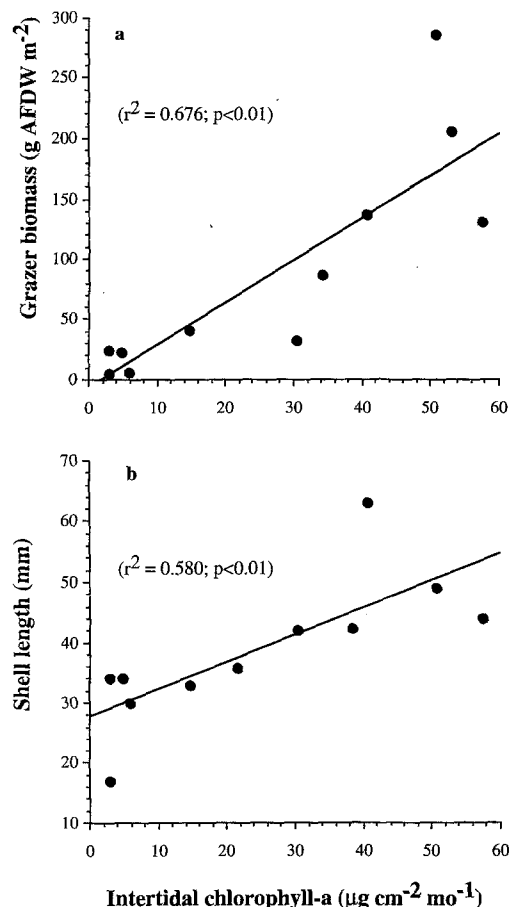 a
(r2 = 0.676; p<0.01)
Grazer biomass (g AFDW m-2)
300
250
200
150
100
50
0
0 10 20 30 40 50 60
b
(r2 = 0.580; p<0.01)
Shell length (mm)
70
60
50
40
30
20
10
0 10 20 30 40 50 60
Intertidal chlorophyll-a (µg cm-2 mo-1)